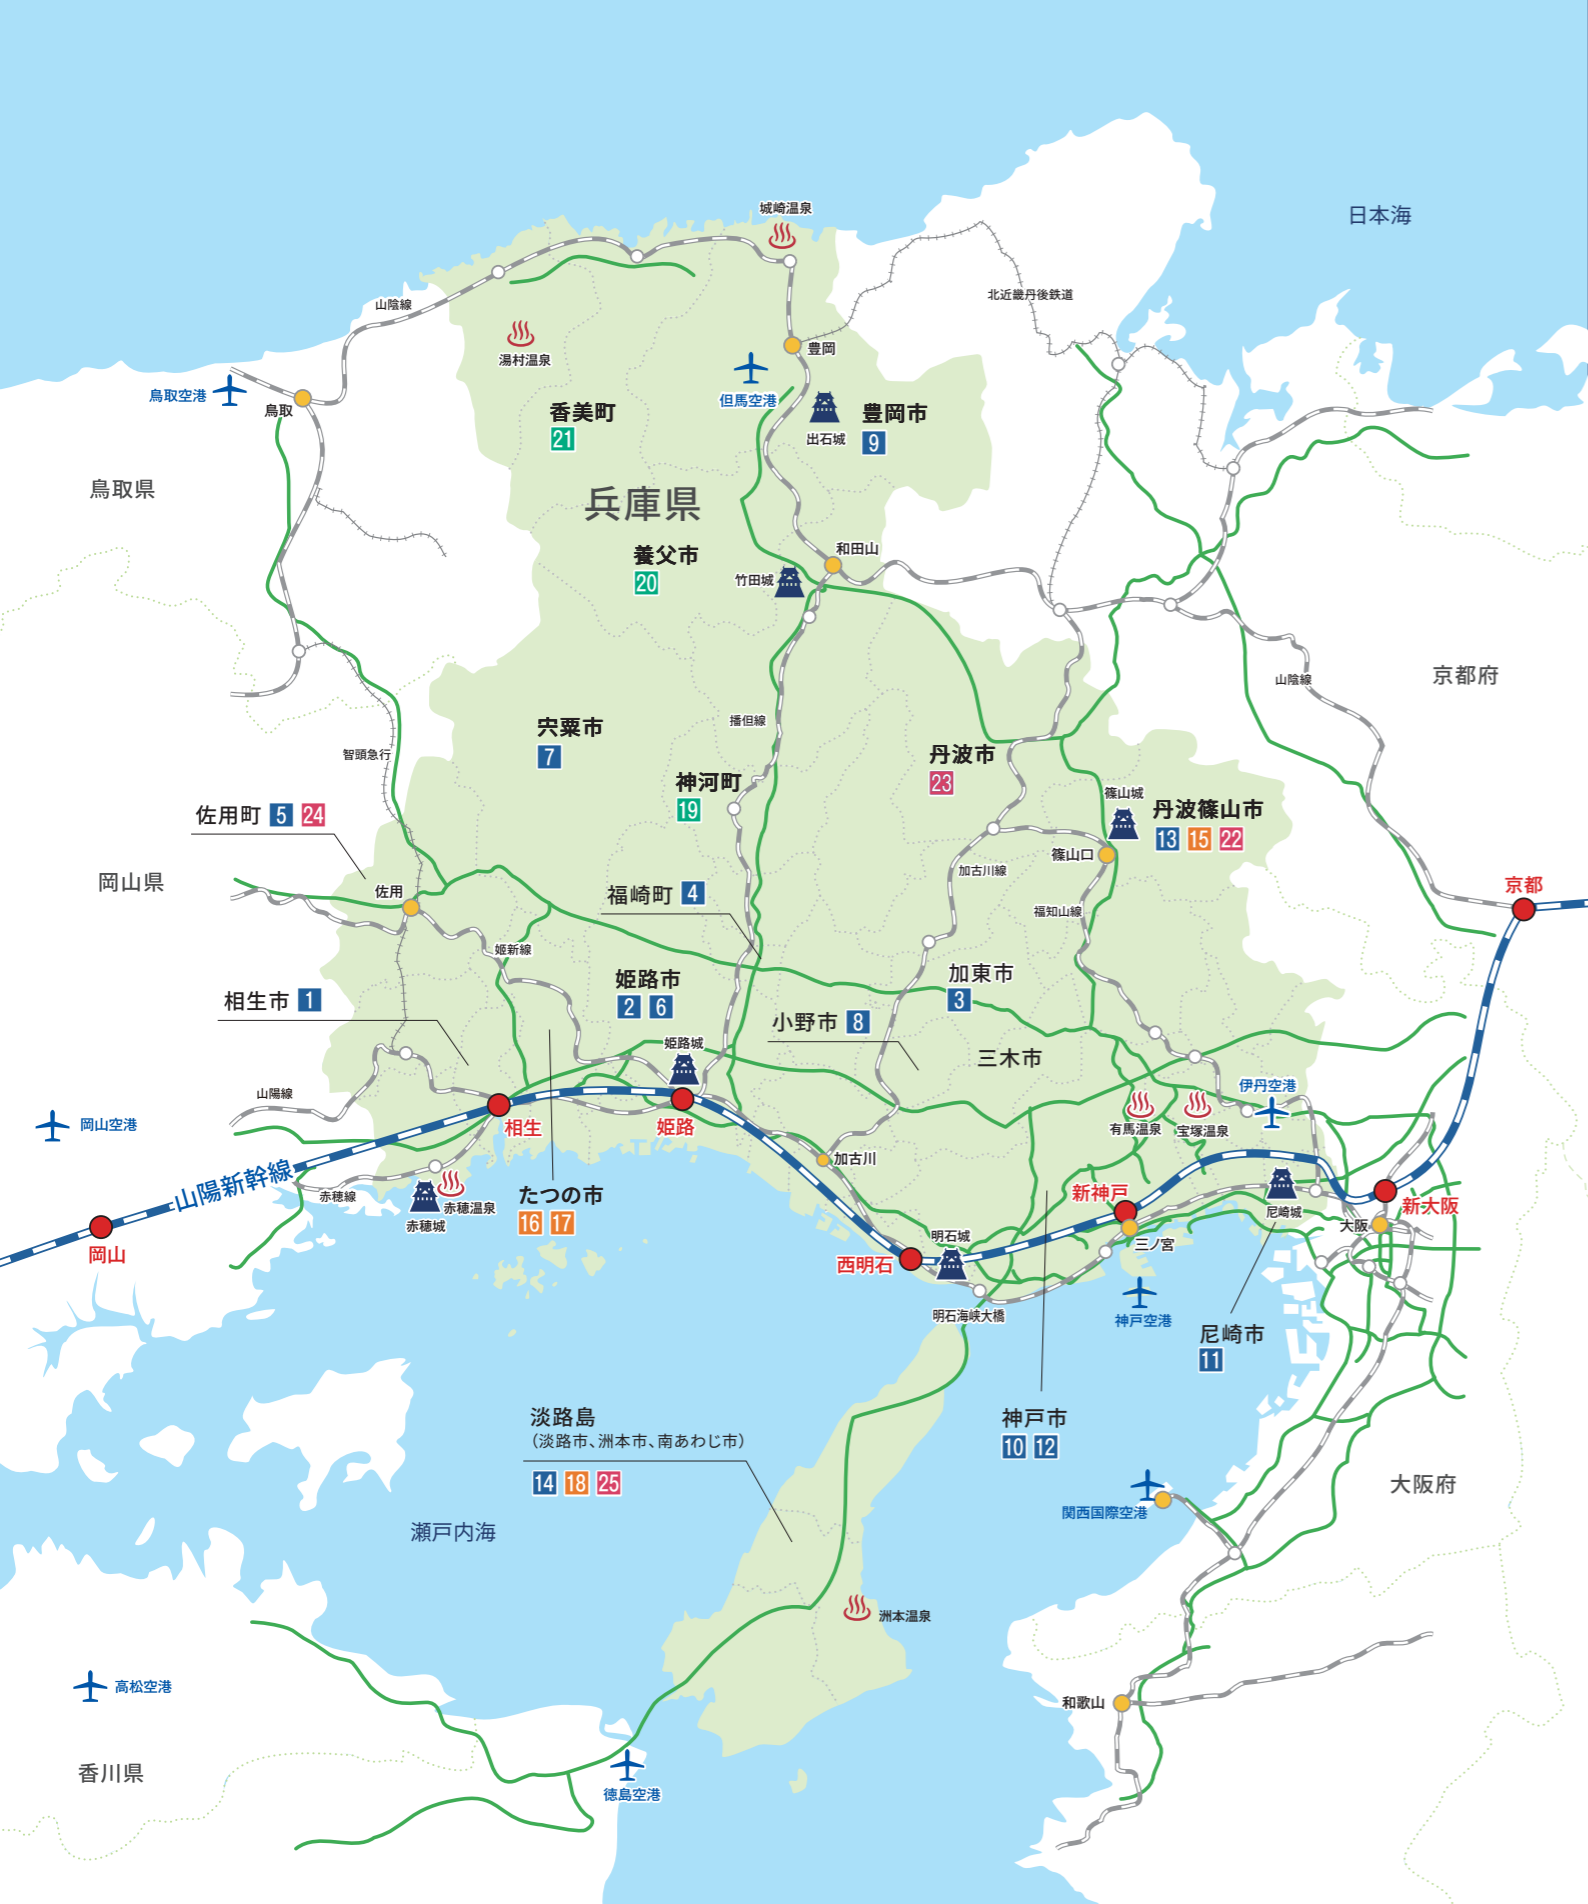 日本海
城崎温泉
北近畿丹後鉄道
山陰線
湯村温泉
豊岡
鳥取空港
鳥取
但馬空港
香美町
21
出石城
豊岡市
9
鳥取県
兵庫県
養父市
20
和田山
竹田城
京都府
山陰線
播但線
宍粟市
7
智頭急行
神河町
19
丹波市
23
篠山城
丹波篠山市
13 15 22
佐用町 5 24
篠山口
加古川線
岡山県
佐用
福崎町 4
京都
福知山線
姫新線
姫路市
2 6
加東市
3
相生市 1
小野市 8
姫路城
三木市
山陽線
伊丹空港
岡山空港
相生
姫路
有馬温泉
宝塚温泉
加古川
山陽新幹線
赤穂線
赤穂城
赤穂温泉
たつの市
16 17
新神戸
尼崎城
新大阪
大阪
岡山
明石城
三ノ宮
西明石
明石海峡大橋
神戸空港
尼崎市
11
淡路島
（淡路市、洲本市、南あわじ市）
14 18 25
神戸市
10 12
大阪府
関西国際空港
瀬戸内海
洲本温泉
高松空港
和歌山
香川県
徳島空港